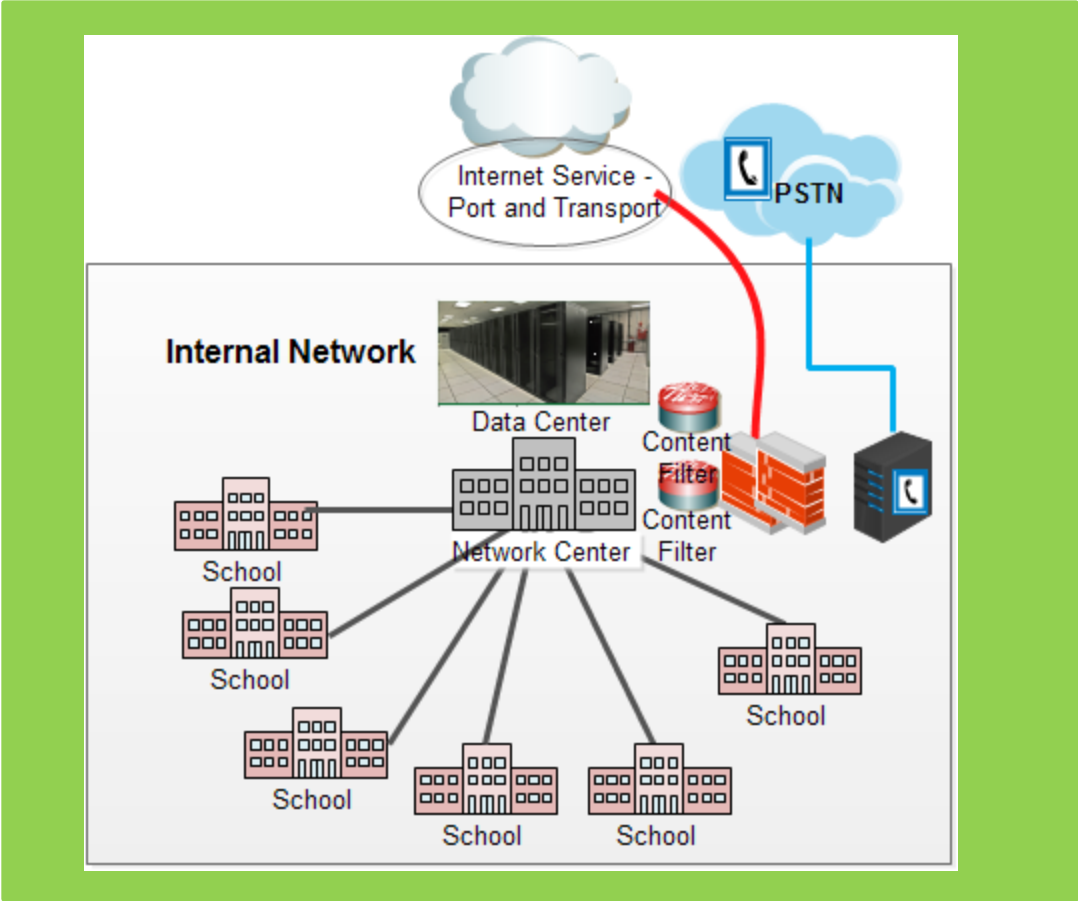 Internet Service -
Port and Transport
PSTN
Internal Network
Data Center
Content
Filter
Content
Filter
Network Center
School
School
School
School
School
School